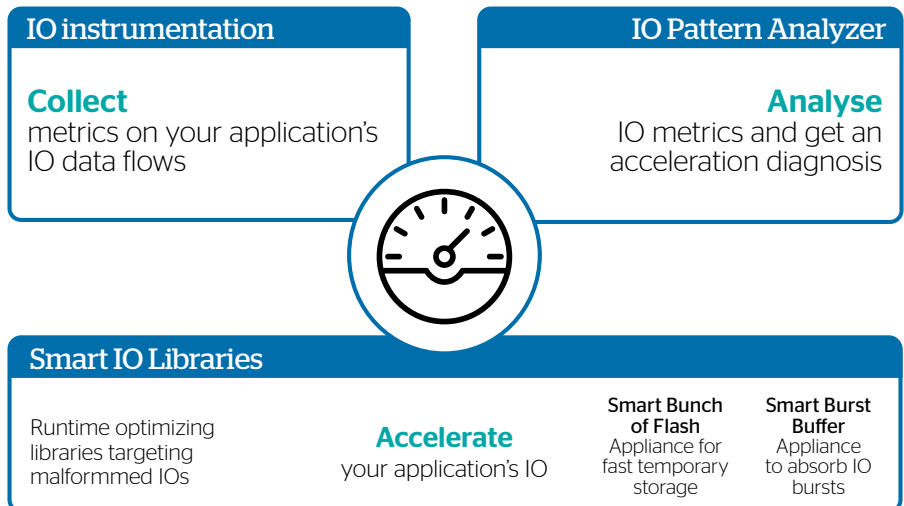 IO instrumentation
Collect
metrics on your application's
IO data flows
IO Pattern Analyzer
Analyse
IO metrics and get an
acceleration diagnosis
Smart IO Libraries
Runtime optimizing
libraries targeting
malformmed IOs
Accelerate
your application's IO
Smart Bunch
of Flash
Appliance for
fast temporary
storage
Smart Burst
Buffer
Appliance
to absorb IO
bursts